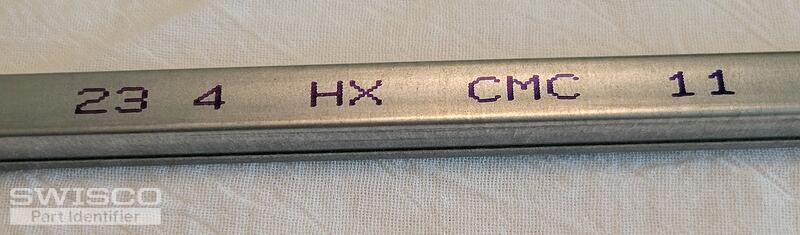 23 4 HX CMC 11
SWISCO
Part Identifier